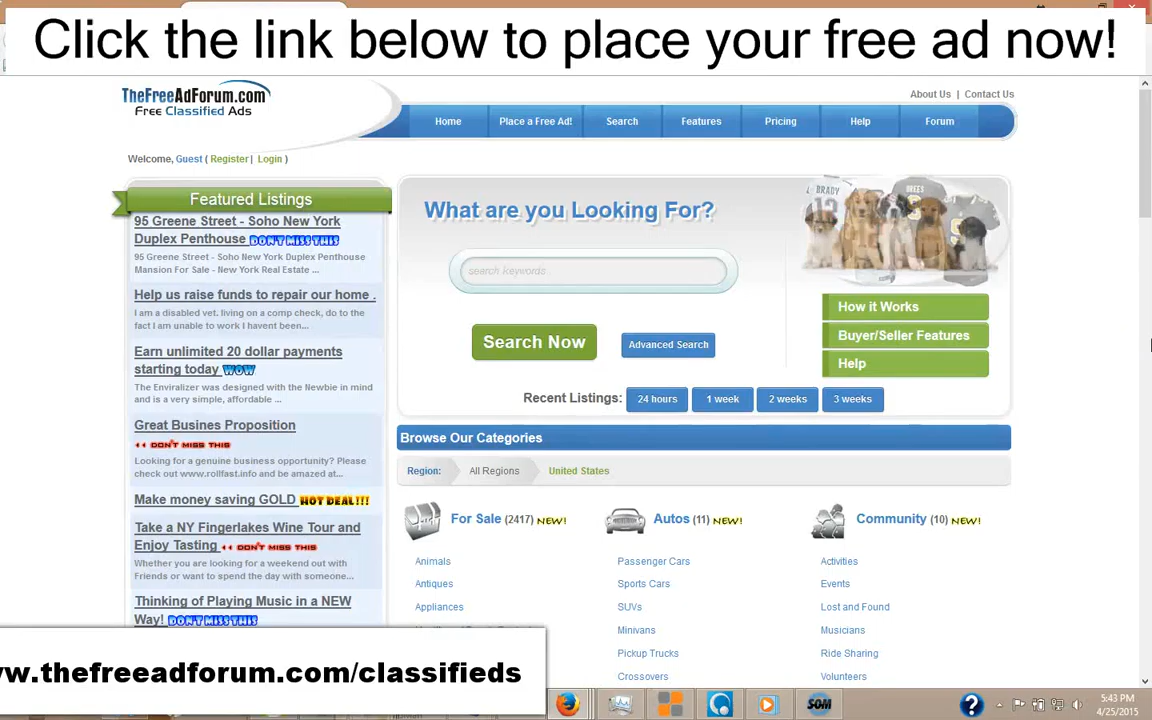 Click the link below to place your free ad now!
TheFreeAdForum.com
Free Classified Ads
About Us | Contact Us
Home Place a Free Ad! Search Features Pricing Help Forum
Welcome, Guest ( Register | Login )
Featured Listings
95 Greene Street - Soho New York
Duplex Penthouse DON'T MISS THIS
95 Greene Street - Soho New York Duplex Penthouse
Mansion For Sale - New York Real Estate ...
Help us raise funds to repair our home .
I am a disabled vet. living on a comp check, do to the
fact I am unable to work I havent been...
Earn unlimited 20 dollar payments
starting today WOW
The Enviralizer was designed with the Newbie in mind
and is a very simple, affordable ...
Great Busines Proposition
DON'T MISS THIS
Looking for a genuine business opportunity? Please
check out www.rollfast.info and be amazed at...
Make money saving GOLD HOT DEAL!!!
Take a NY Fingerlakes Wine Tour and
Enjoy Tasting DON'T MISS THIS
Whether you are looking for a weekend out with
Friends or want to spend the day with someone...
Thinking of Playing Music in a NEW
Way! DON'T MISS THIS
What are you Looking For?
search keywords
Search Now Advanced Search
BRADY
12
BREES
How it Works
Buyer/Seller Features
Help
Recent Listings: 24 hours 1 week 2 weeks 3 weeks
Browse Our Categories
Region: All Regions United States
For Sale (2417) NEW!
Animals
Antiques
Appliances
Autos (11) NEW!
Passenger Cars
Sports Cars
SUVs
Minivans
Pickup Trucks
Crossovers
Community (10) NEW!
Activities
Events
Lost and Found
Musicians
Ride Sharing
Volunteers
w.thefreeadforum.com/classifieds
SOM
5:43 PM
4/25/2015